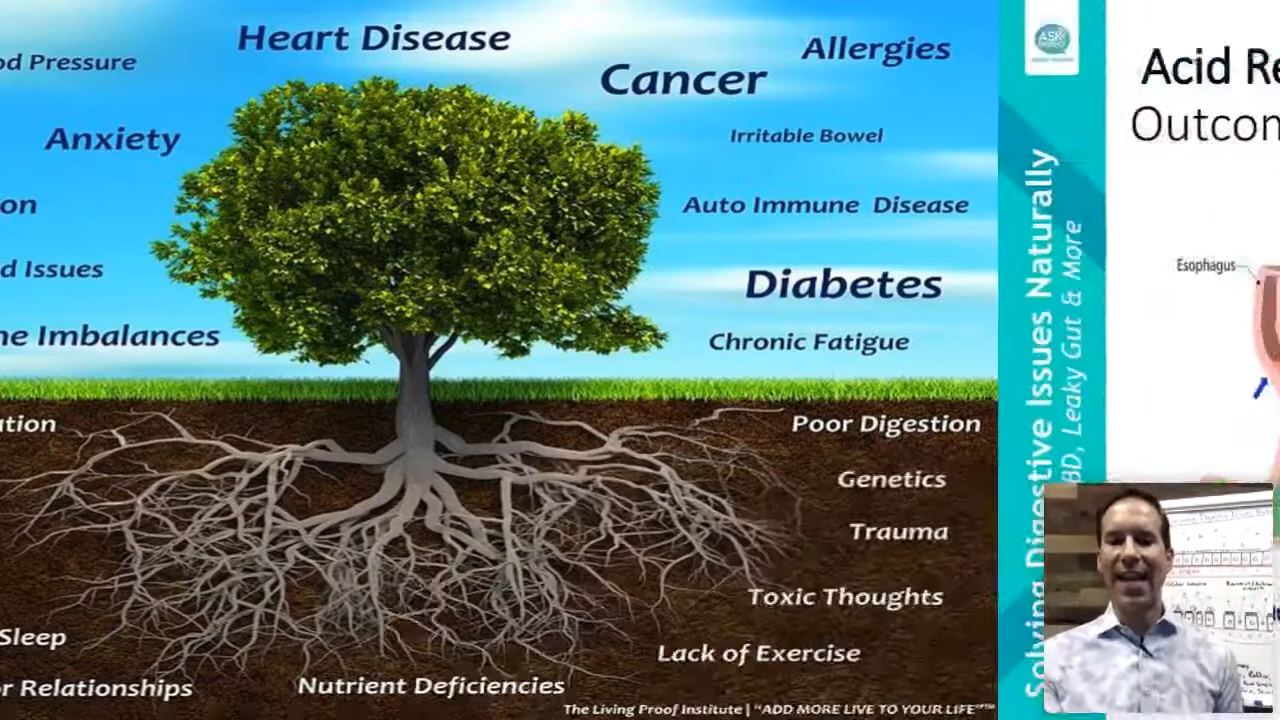 Heart Disease
Allergies
od Pressure
Cancer
Anxiety
Irritable Bowel
on
Auto Immune Disease
d Issues
Diabetes
ne Imbalances
Chronic Fatigue
ation
Poor Digestion
Genetics
Trauma
Toxic Thoughts
Sleep
Lack of Exercise
r Relationships
Nutrient Deficiencies
The Living Proof Institute | "ADD MORE LIVE TO YOUR LIFE"
ASK
Solving Digestive Issues Naturally
BD, Leaky Gut & More
Acid Re
Outcom
Esophagus